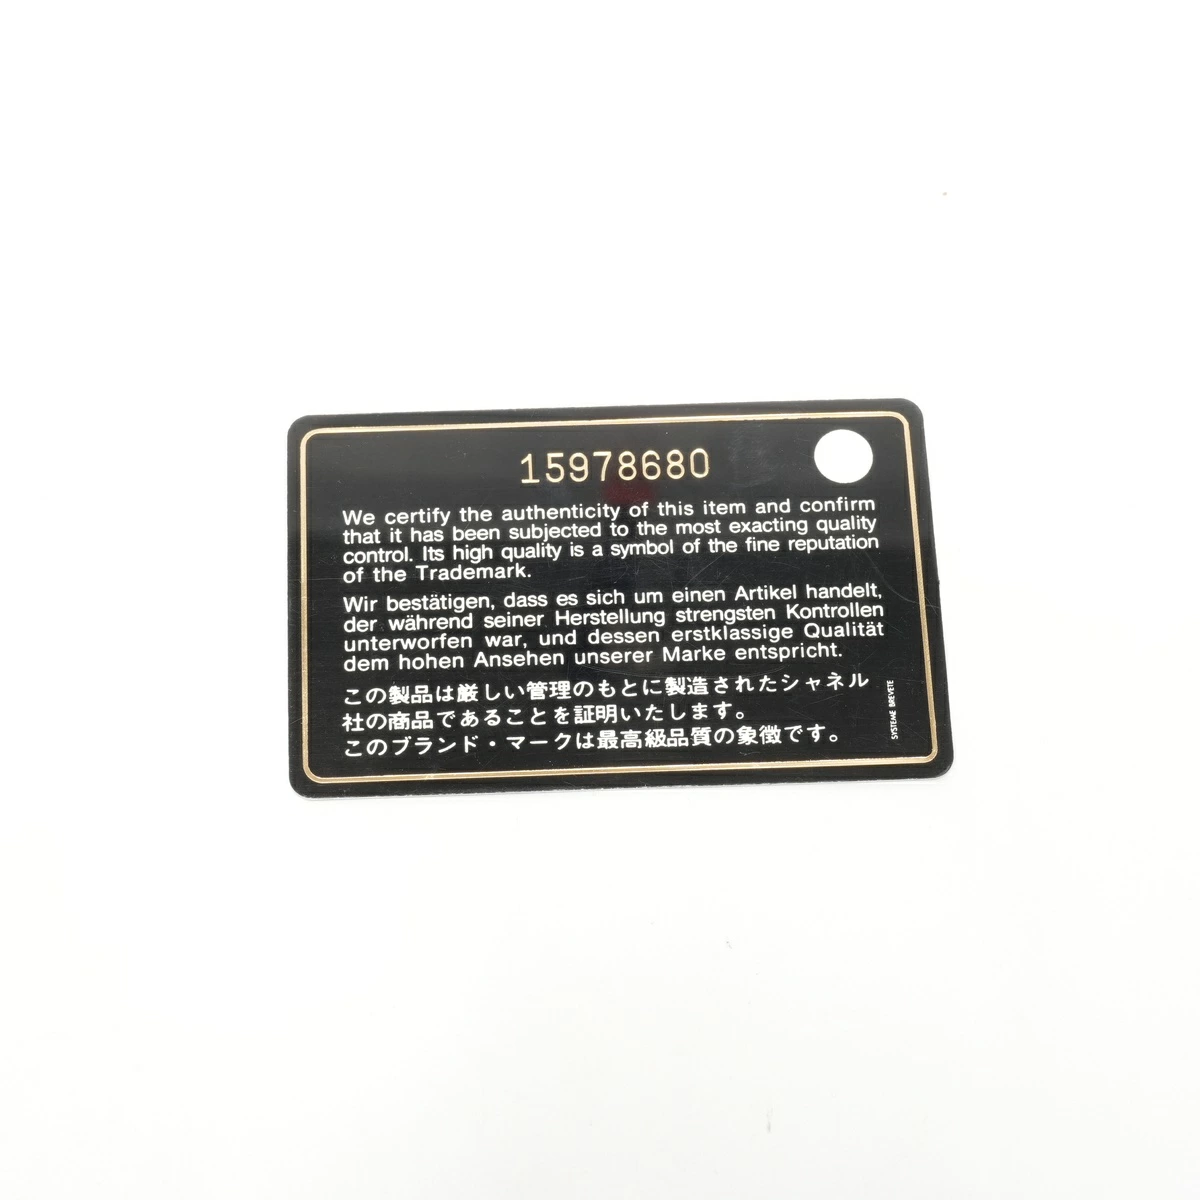 15978680
We certify the authenticity of this item and confirm
that it has been subjected to the most exacting quality
control. Its high quality is a symbol of the fine reputation
of the Trademark.
Wir bestätigen, dass es sich um einen Artikel handelt,
der während seiner Herstellung strengsten Kontrollen
unterworfen war, und dessen erstklassige Qualität
dem hohen Ansehen unserer Marke entspricht.
この製品は厳しい管理のもとに製造されたシャネル
社の商品であることを証明いたします。
このブランド・マークは最高級品質の象徴です。
SYSTEME BREVETE